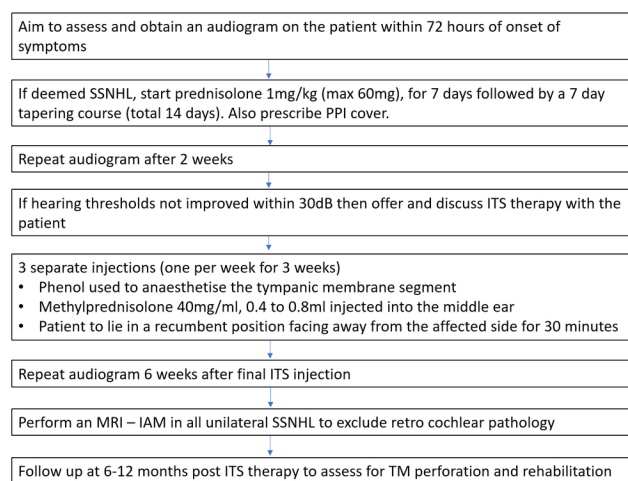 Aim to assess and obtain an audiogram on the patient within 72 hours of onset of
symptoms
If deemed SSNHL, start prednisolone 1mg/kg (max 60mg), for 7 days followed by a 7 day
tapering course (total 14 days). Also prescribe PPI cover.
Repeat audiogram after 2 weeks
If hearing thresholds not improved within 30dB then offer and discuss ITS therapy with the
patient
3 separate injections (one per week for 3 weeks)
• Phenol used to anaesthetise the tympanic membrane segment
• Methylprednisolone 40mg/ml, 0.4 to 0.8ml injected into the middle ear
• Patient to lie in a recumbent position facing away from the affected side for 30 minutes
Repeat audiogram 6 weeks after final ITS injection
Perform an MRI – IAM in all unilateral SSNHL to exclude retro cochlear pathology
Follow up at 6-12 months post ITS therapy to assess for TM perforation and rehabilitation